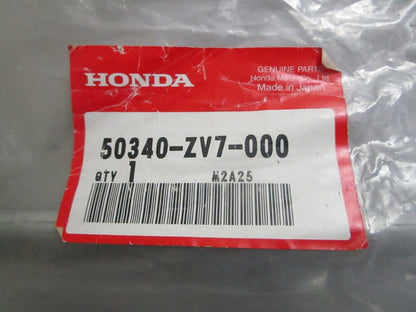 HONDA
GENUINE PARTS
Honda Motor Co., Ltd.
Made in Japan
50340-ZV7-000
QTY 1 M2A25